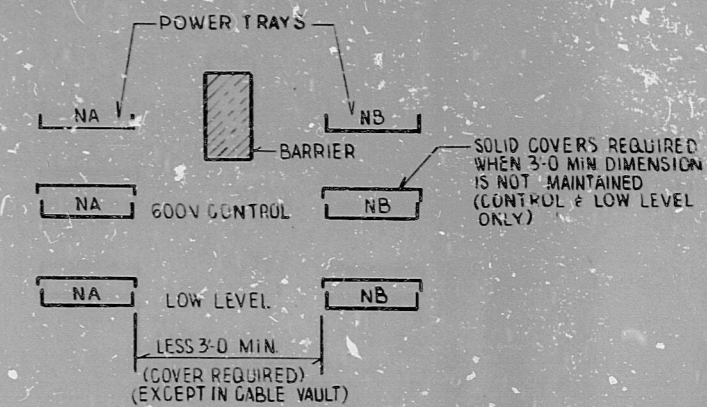 POWER TRAYS
NA
NB
BARRIER
SOLID COVERS REQUIRED
WHEN 3'-0 MIN DIMENSION
IS NOT MAINTAINED
(CONTROL & LOW LEVEL
ONLY)
NA
600V CONTROL
NB
NA
LOW LEVEL
NB
LESS 3'-0 MIN.
(COVER REQUIRED)
(EXCEPT IN CABLE VAULT)